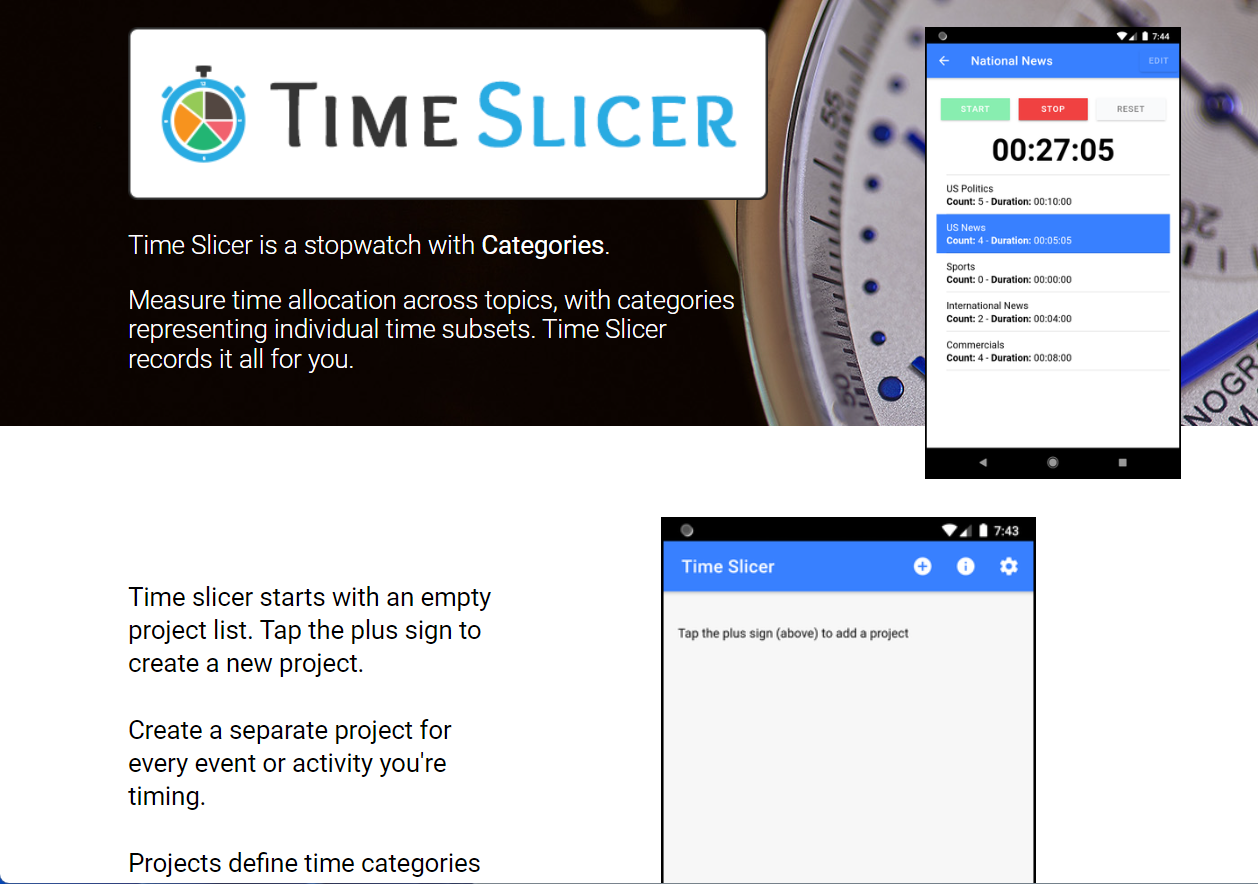 TIME SLICER
Time Slicer is a stopwatch with Categories.
Measure time allocation across topics, with categories
representing individual time subsets. Time Slicer
records it all for you.
7:44
National News
EDIT
START
STOP
RESET
00:27:05
US Politics
Count: 5 - Duration: 00:10:00
US News
Count: 4 - Duration: 00:05:05
Sports
Count: 0 - Duration: 00:00:00
International News
Count: 2 - Duration: 00:04:00
Commercials
Count: 4 - Duration: 00:08:00
55
50
20
Time slicer starts with an empty
project list. Tap the plus sign to
create a new project.
Create a separate project for
every event or activity you're
timing.
Projects define time categories
7:43
Time Slicer
Tap the plus sign (above) to add a project